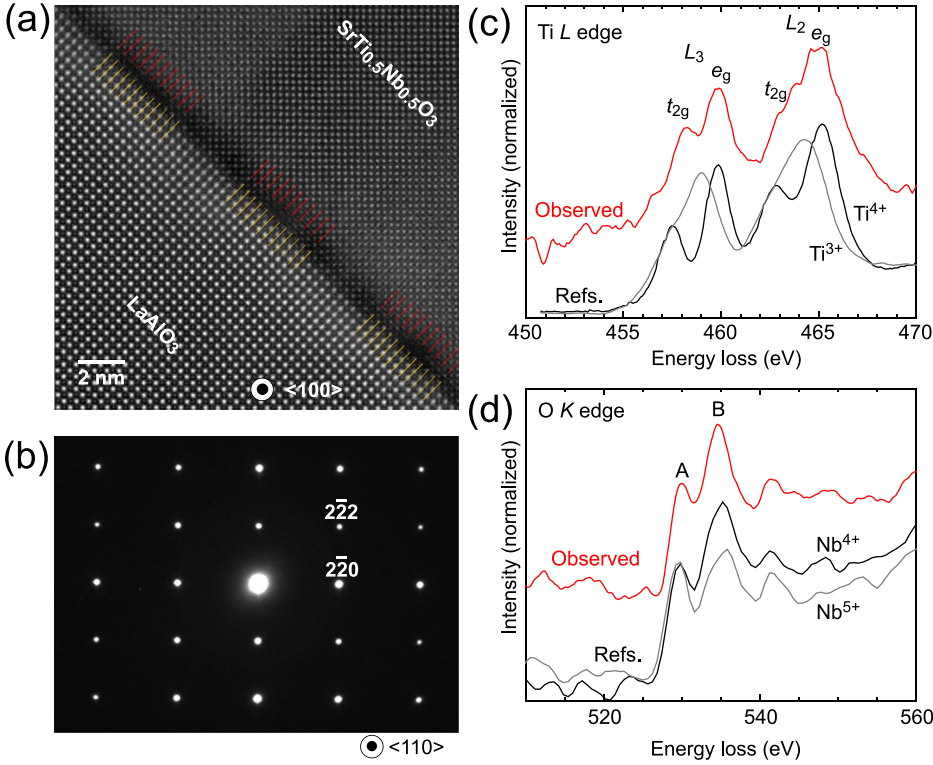 (a)
SrTi0.5Nb0.5O3
LaAlO3
2 nm
<100>
(b)
22̅2
22̅0
<110>
(c)
Ti L edge
L2
L3
eg
eg
t2g
t2g
Observed
Ti4+
Ti3+
Refs.
Intensity (normalized)
450 455 460 465 470
Energy loss (eV)
(d)
O K edge
B
A
Observed
Nb4+
Nb5+
Refs.
Intensity (normalized)
520 540 560
Energy loss (eV)